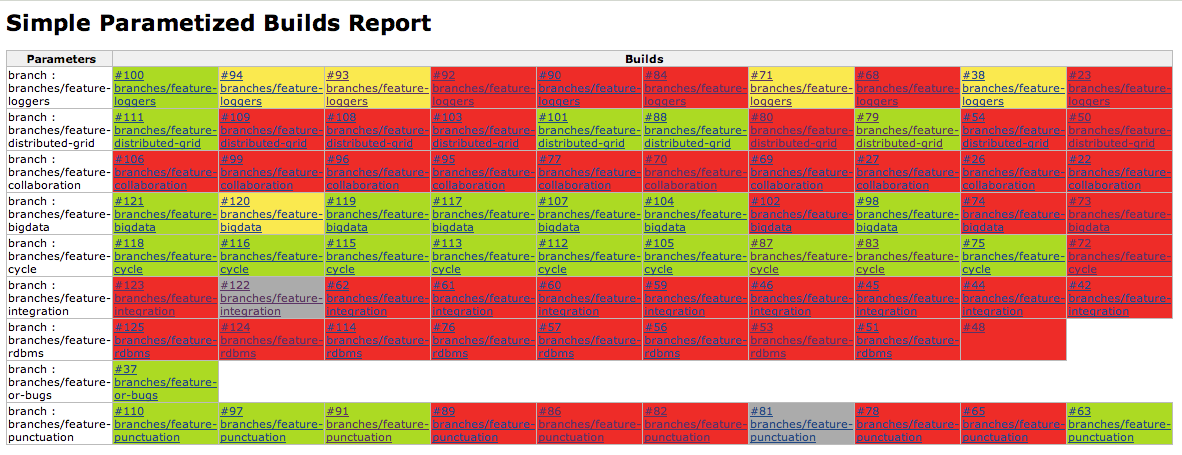 Simple Parametized Builds Report
Parameters Builds
branch : #100 #94 #93 #92 #90 #84 #71 #68 #38 #23
branches/feature- branches/feature- branches/feature- branches/feature- branches/feature- branches/feature- branches/feature- branches/feature- branches/feature- branches/feature- branches/feature-
loggers loggers loggers loggers loggers loggers loggers loggers loggers loggers loggers
branch : #111 #109 #108 #103 #101 #88 #80 #79 #54 #50
branches/feature- branches/feature- branches/feature- branches/feature- branches/feature- branches/feature- branches/feature- branches/feature- branches/feature- branches/feature- branches/feature-
distributed-grid distributed-grid distributed-grid distributed-grid distributed-grid distributed-grid distributed-grid distributed-grid distributed-grid distributed-grid distributed-grid
branch : #106 #99 #96 #95 #77 #70 #69 #27 #26 #22
branches/feature- branches/feature- branches/feature- branches/feature- branches/feature- branches/feature- branches/feature- branches/feature- branches/feature- branches/feature- branches/feature-
collaboration collaboration collaboration collaboration collaboration collaboration collaboration collaboration collaboration collaboration collaboration
branch : #121 #120 #119 #117 #107 #104 #102 #98 #74 #73
branches/feature- branches/feature- branches/feature- branches/feature- branches/feature- branches/feature- branches/feature- branches/feature- branches/feature- branches/feature- branches/feature-
bigdata bigdata bigdata bigdata bigdata bigdata bigdata bigdata bigdata bigdata bigdata
branch : #118 #116 #115 #113 #112 #105 #87 #83 #75 #72
branches/feature- branches/feature- branches/feature- branches/feature- branches/feature- branches/feature- branches/feature- branches/feature- branches/feature- branches/feature- branches/feature-
cycle cycle cycle cycle cycle cycle cycle cycle cycle cycle cycle
branch : #123 #122 #62 #61 #60 #59 #46 #45 #44 #42
branches/feature- branches/feature- branches/feature- branches/feature- branches/feature- branches/feature- branches/feature- branches/feature- branches/feature- branches/feature- branches/feature-
integration integration integration integration integration integration integration integration integration integration integration
branch : #125 #124 #114 #76 #57 #56 #53 #51 #48
branches/feature- branches/feature- branches/feature- branches/feature- branches/feature- branches/feature- branches/feature- branches/feature- branches/feature-
rdbms rdbms rdbms rdbms rdbms rdbms rdbms rdbms rdbms
branch : #37
branches/feature- branches/feature-
or-bugs or-bugs
branch : #110 #97 #91 #89 #86 #82 #81 #78 #65 #63
branches/feature- branches/feature- branches/feature- branches/feature- branches/feature- branches/feature- branches/feature- branches/feature- branches/feature- branches/feature- branches/feature-
punctuation punctuation punctuation punctuation punctuation punctuation punctuation punctuation punctuation punctuation punctuation